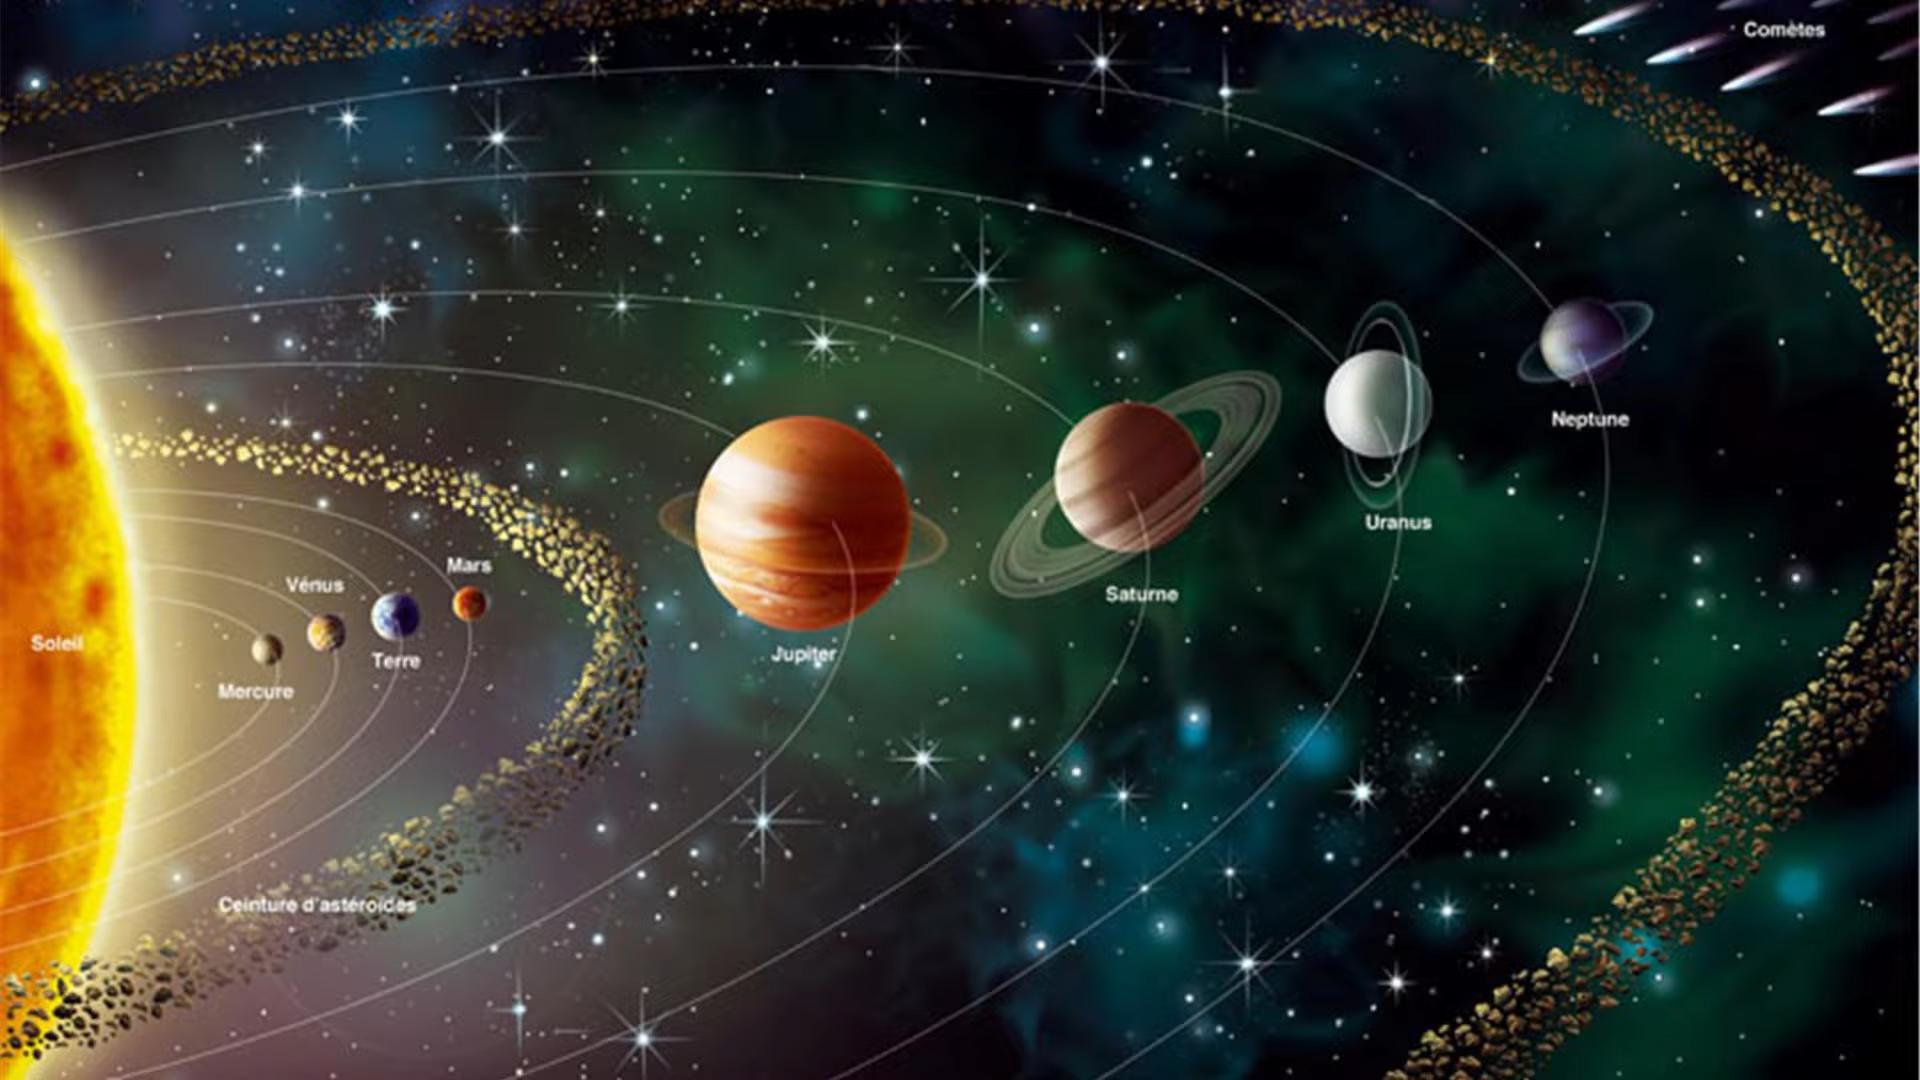 Comètes
Neptune
Uranus
Saturne
Jupiter
Mars
Vénus
Terre
Mercure
Soleil
Ceinture d'astéroïdes